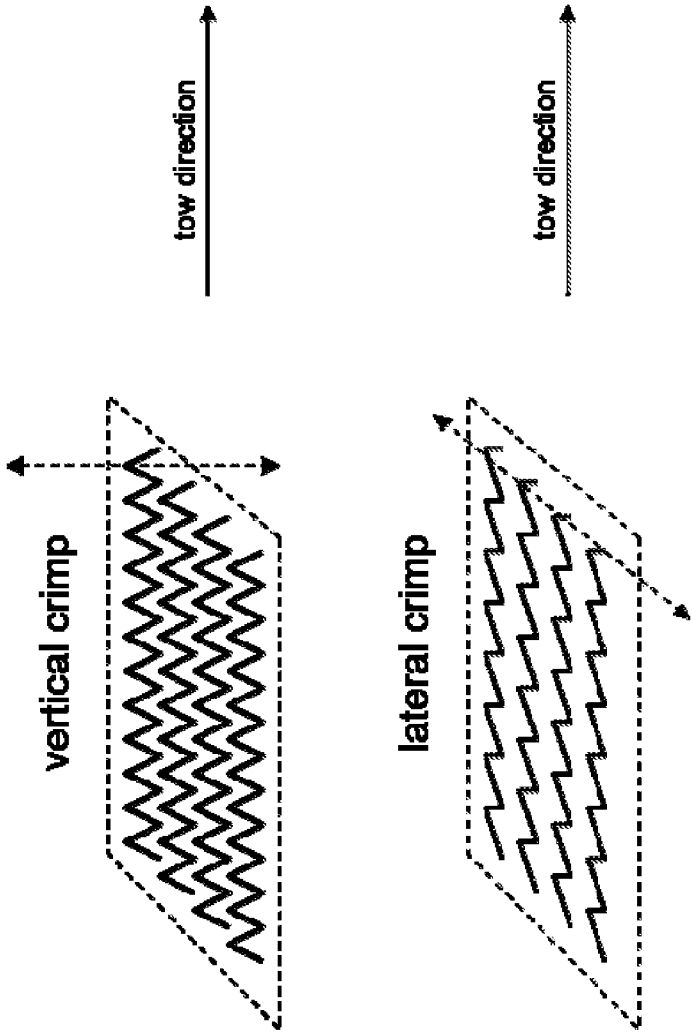 vertical crimp
tow direction
lateral crimp
tow direction